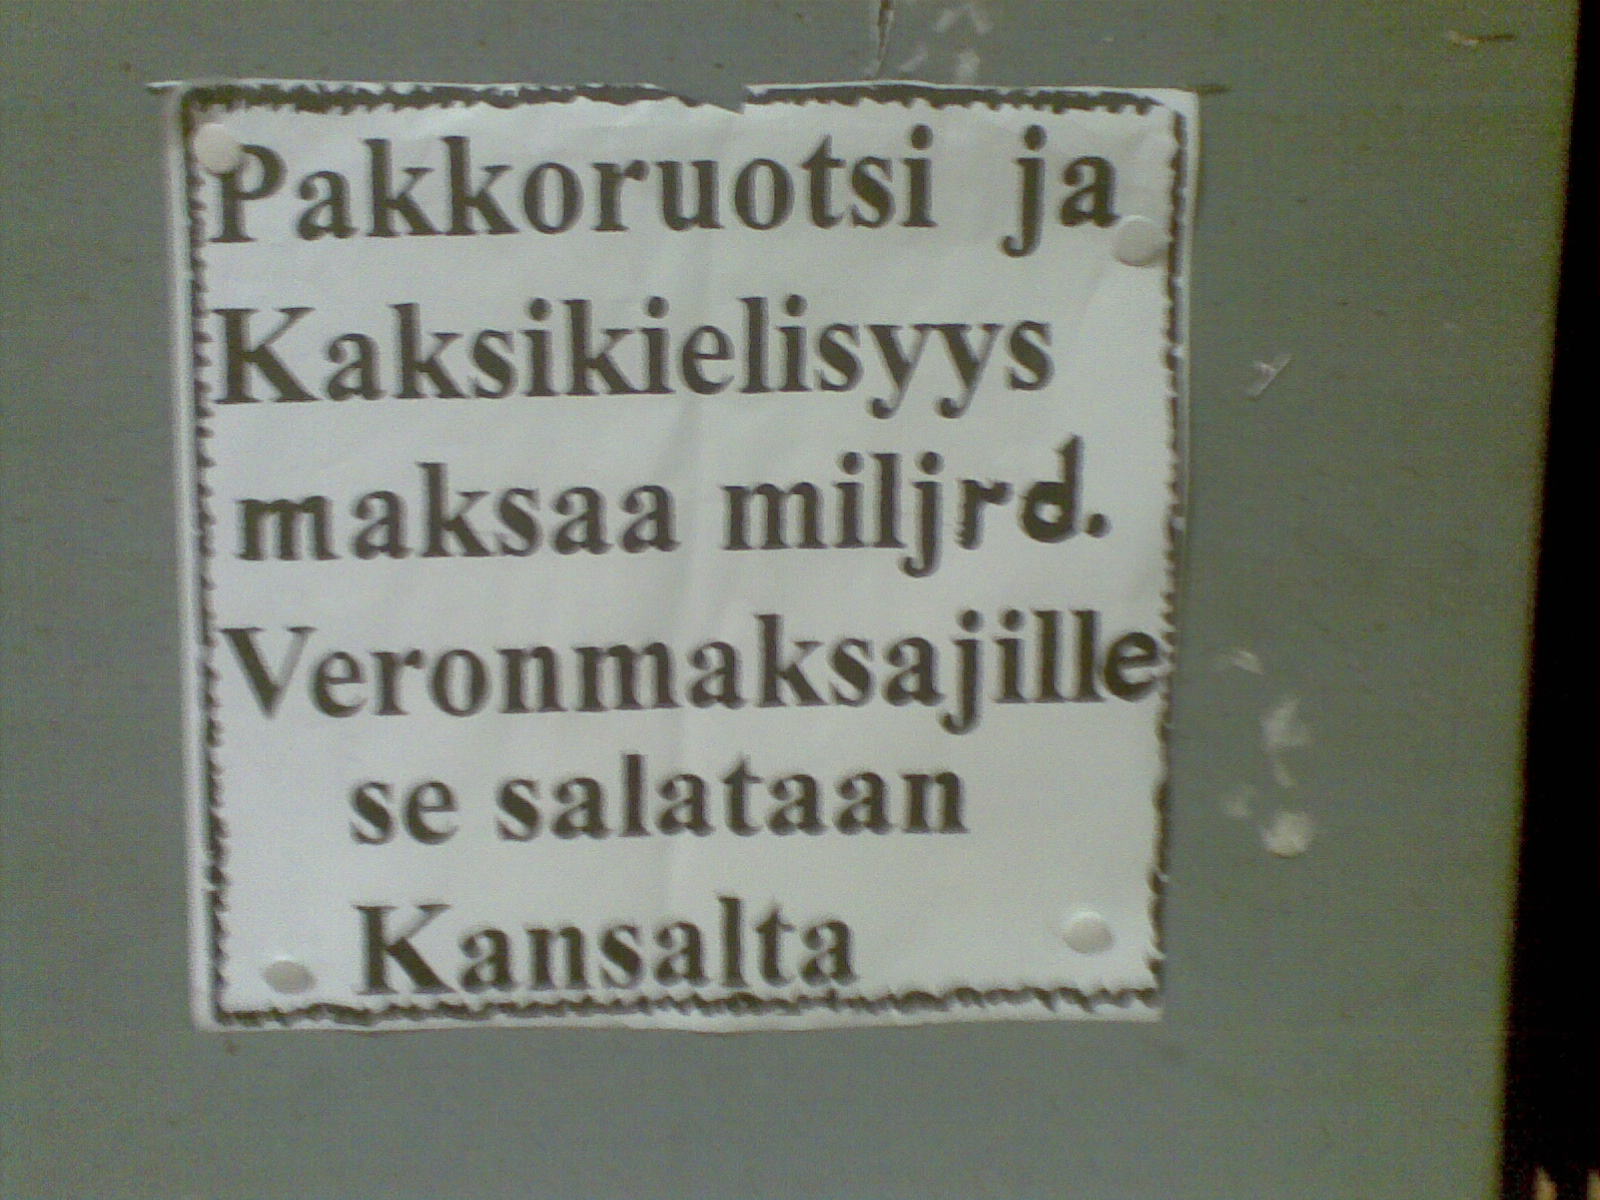 Pakkoruotsi ja
Kaksikielisyys
maksaa miljrd.
Veronmaksajille
se salataan
Kansalta